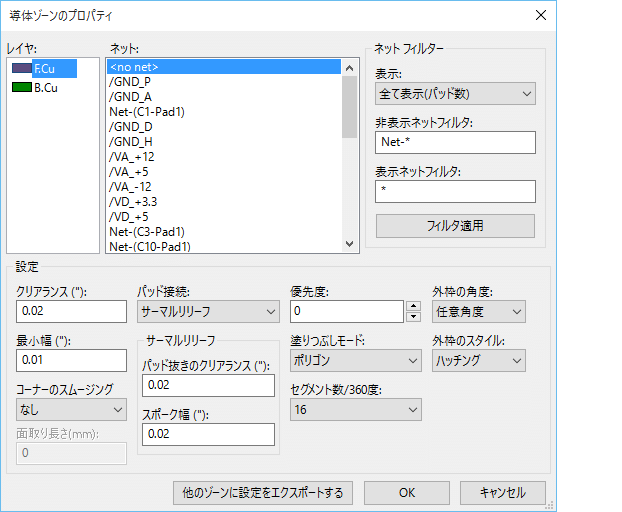 導体ゾーンのプロパティ
レイヤ:
F.Cu
B.Cu
ネット:
<no net>
/GND_P
/GND_A
Net-(C1-Pad1)
/GND_D
/GND_H
/VA_+12
/VA_+5
/VA_-12
/VD_+3.3
/VD_+5
Net-(C3-Pad1)
Net-(C10-Pad1)
ネット フィルター
表示:
全て表示(パッド数)
非表示ネットフィルタ:
Net-*
表示ネットフィルタ:
*
フィルタ適用
設定
クリアランス ("):
0.02
最小幅 ("):
0.01
コーナーのスムージング
なし
面取り長さ(mm):
0
パッド接続:
サーマルリリーフ
サーマルリリーフ
パッド抜きのクリアランス ("):
0.02
スポーク幅 ("):
0.02
優先度:
0
塗りつぶしモード:
ポリゴン
セグメント数/360度:
16
外枠の角度:
任意角度
外枠のスタイル:
ハッチング
他のゾーンに設定をエクスポートする
OK
キャンセル